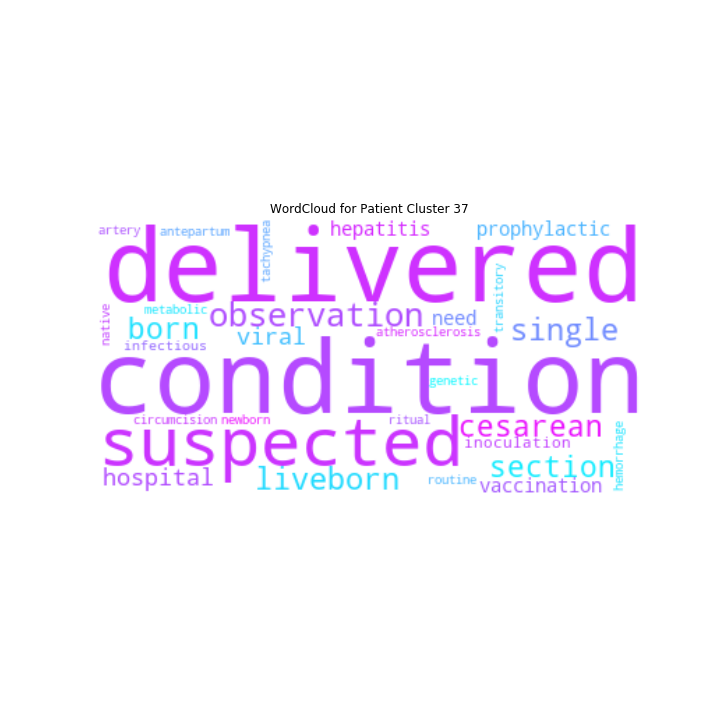 WordCloud for Patient Cluster 37
artery
antepartum
tachypnea
hepatitis
prophylactic
delivered
native
metabolic
observation
need
transitory
born
viral
atherosclerosis
single
infectious
condition
genetic
circumcision
newborn
ritual
cesarean
hemorrhage
suspected
inoculation
section
hospital
liveborn
routine
vaccination